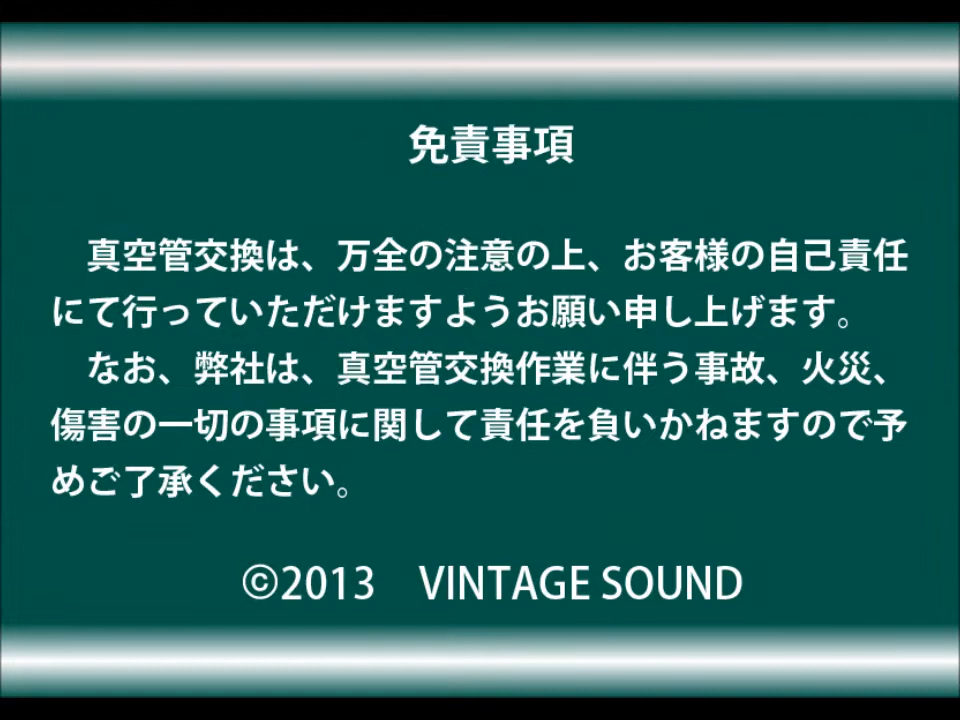 免責事項
真空管交換は、万全の注意の上、お客様の自己責任
にて行っていただけますようお願い申し上げます。
なお、弊社は、真空管交換作業に伴う事故、火災、
傷害の一切の事項に関して責任を負いかねますので予
めご了承ください。
©2013　VINTAGE SOUND